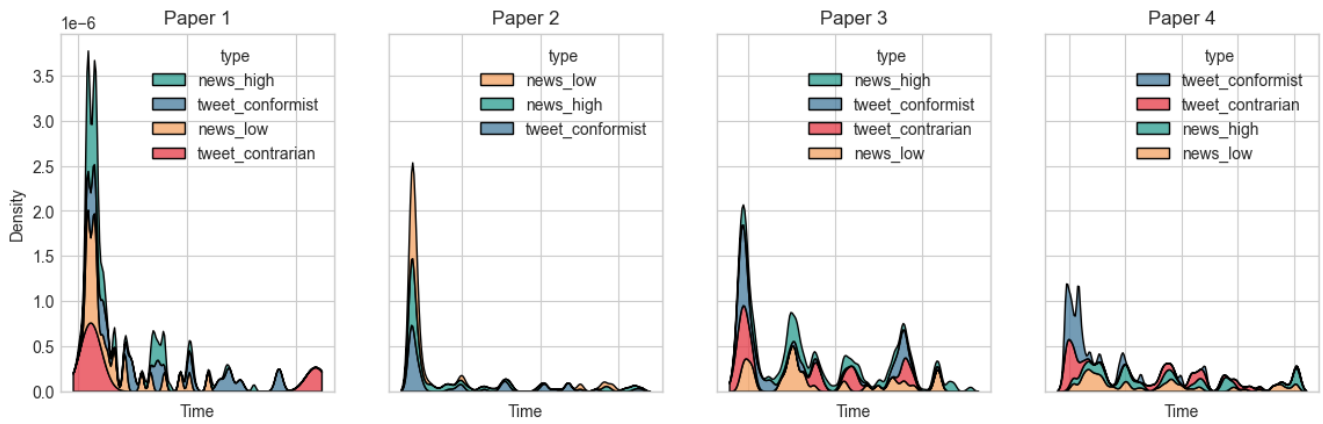 Paper 1
1e−6
Density
3.5
3.0
2.5
2.0
1.5
1.0
0.5
0.0
type
news_high
tweet_conformist
news_low
tweet_contrarian
Time
Paper 2
type
news_low
news_high
tweet_conformist
Time
Paper 3
type
news_high
tweet_conformist
tweet_contrarian
news_low
Time
Paper 4
type
tweet_conformist
tweet_contrarian
news_high
news_low
Time